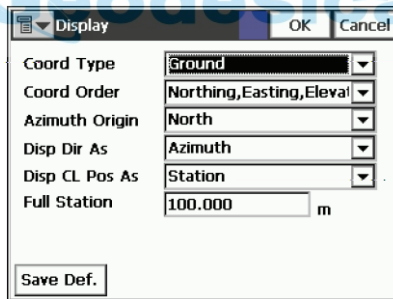 Display OK Cancel
Coord Type Ground
Coord Order Northing,Easting,Elevat
Azimuth Origin North
Disp Dir As Azimuth
Disp CL Pos As Station
Full Station 100.000 m
Save Def.